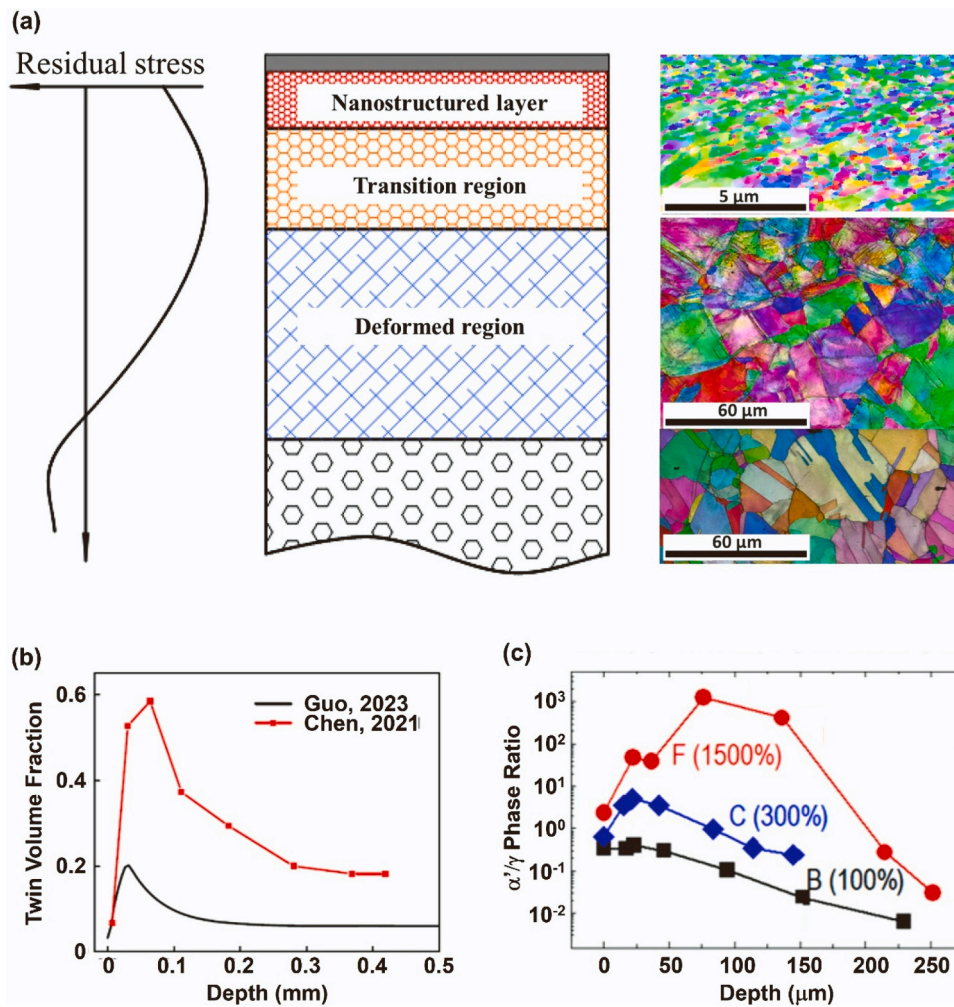 (a)
Residual stress
Nanostructured layer
Transition region
Deformed region
5 μm
60 μm
60 μm
(b)
Twin Volume Fraction
0.6
0.4
0.2
0
Guo, 2023
Chen, 2021
0
0.1
0.2
0.3
0.4
0.5
Depth (mm)
(c)
α'/γ Phase Ratio
10³
10²
10¹
10⁰
10⁻¹
10⁻²
F (1500%)
C (300%)
B (100%)
0
50
100
150
200
250
Depth (μm)